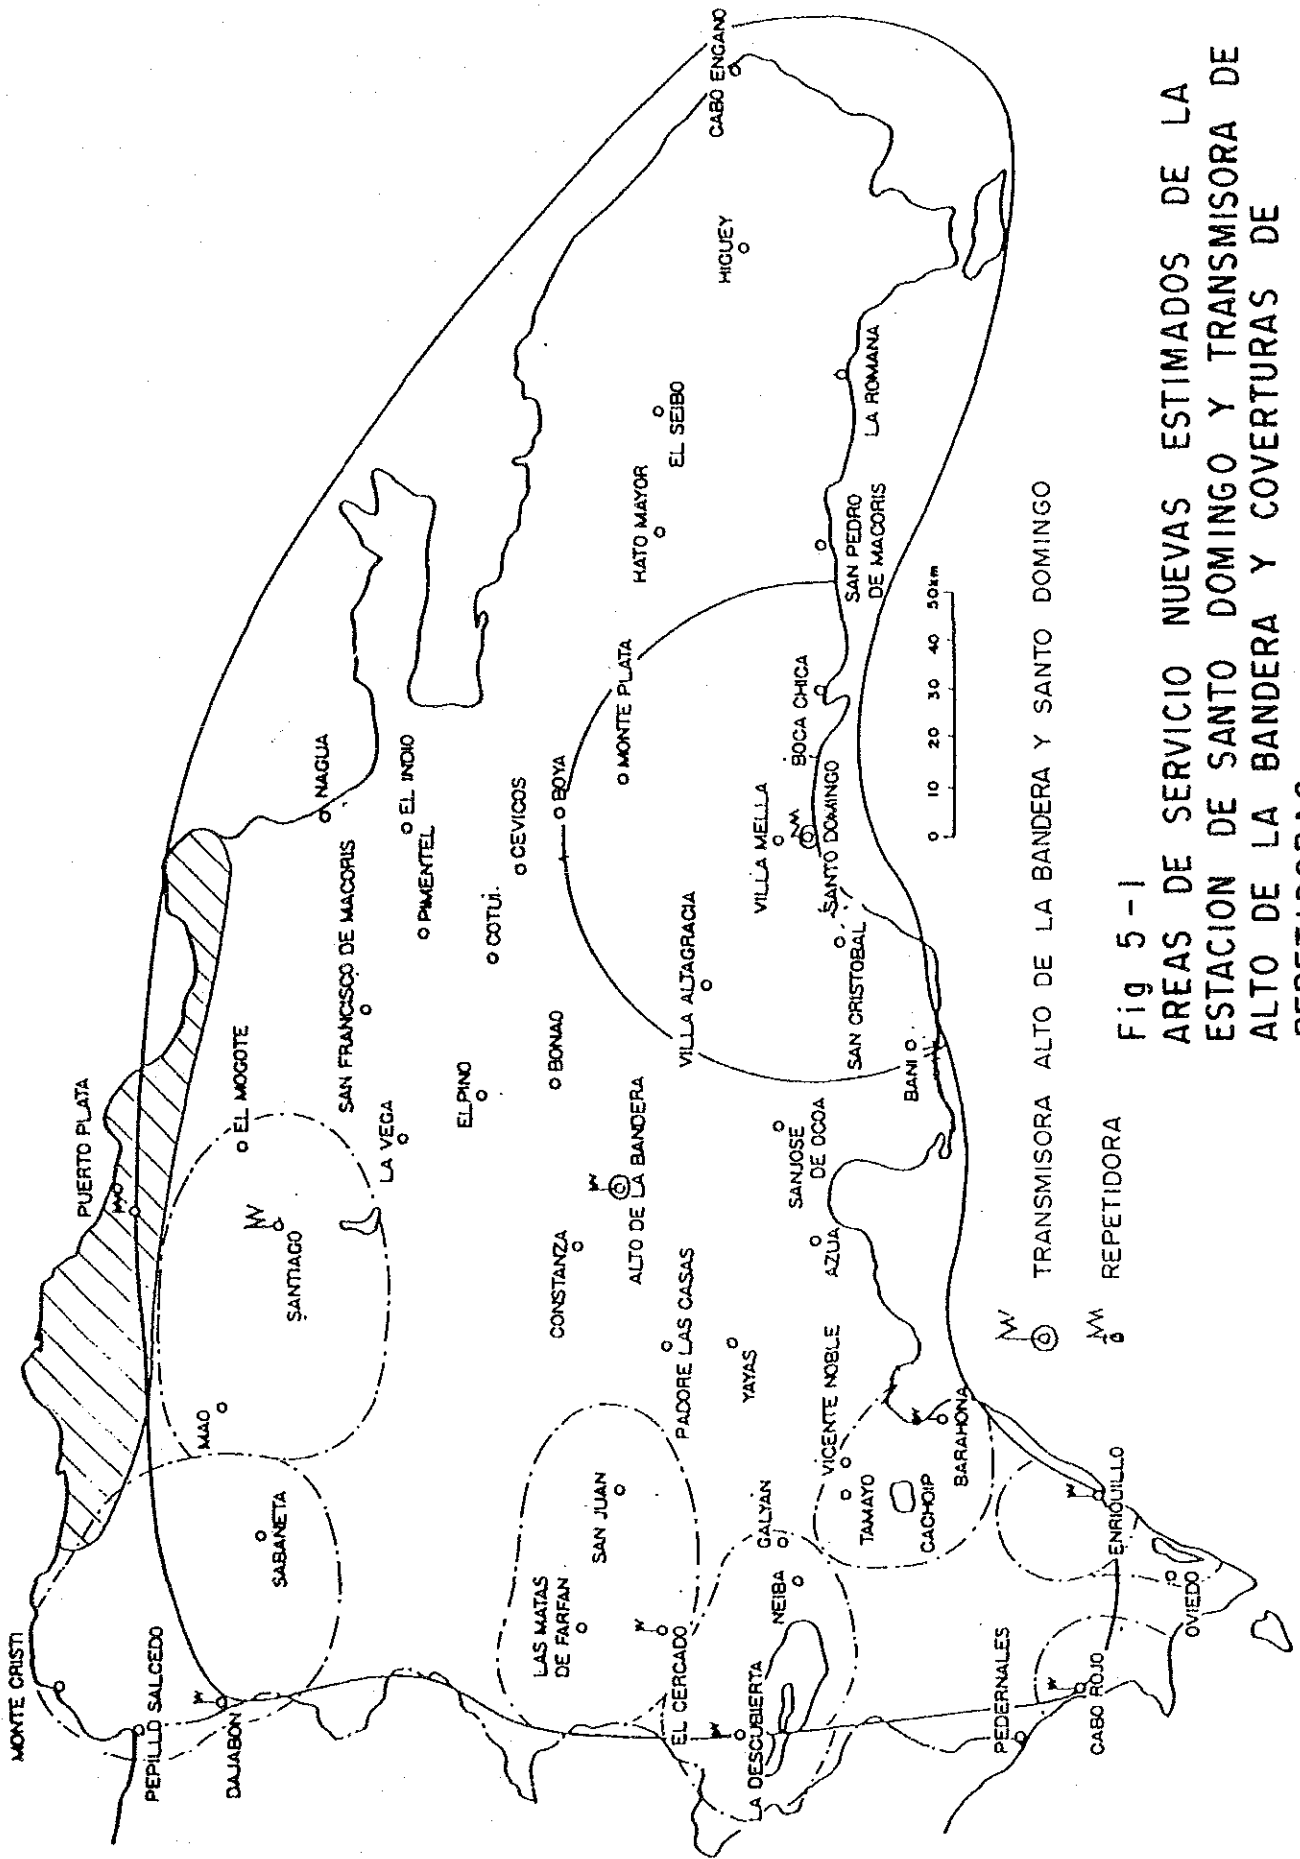 MONTE CRISTI
PEPILLO SALCEDO
DAJABON
SABANETA
MAO
PUERTO PLATA
EL MOGOTE
SANTIAGO
SAN FRANCISCO DE MACORIS
LA VEGA
NAGUA
EL INDIO
PIMENTEL
COTUI.
CEVICOS
EL PINO
BONAO
BOYA
CONSTANZA
ALTO DE LA BANDERA
MONTE PLATA
HATO MAYOR
EL SEIBO
HIGUEY
CABO ENGANO
LAS MATAS
DE FARFAN
SAN JUAN
EL CERCADO
PADORE LAS CASAS
YAYAS
VILLA ALTAGRACIA
VILLA MELLA
SANTO DOMINGO
BOCA CHICA
SAN PEDRO
DE MACORIS
LA ROMANA
LA DESCUBIERTA
NEIBA
GALVAN
VICENTE NOBLE
TAMAYO
CACHOIP
BARAHONA
AZUA
SANJOSE
DE OCOA
BANI
SAN CRISTOBAL
PEDERNALES
CABO ROJO
OVIEDO
ENRIQUILLO
0 10 20 30 40 50km
TRANSMISORA ALTO DE LA BANDERA Y SANTO DOMINGO
REPETIDORA
Fig 5-1
AREAS DE SERVICIO NUEVAS ESTIMADOS DE LA
ESTACION DE SANTO DOMINGO Y TRANSMISORA DE
ALTO DE LA BANDERA Y COVERTURAS DE